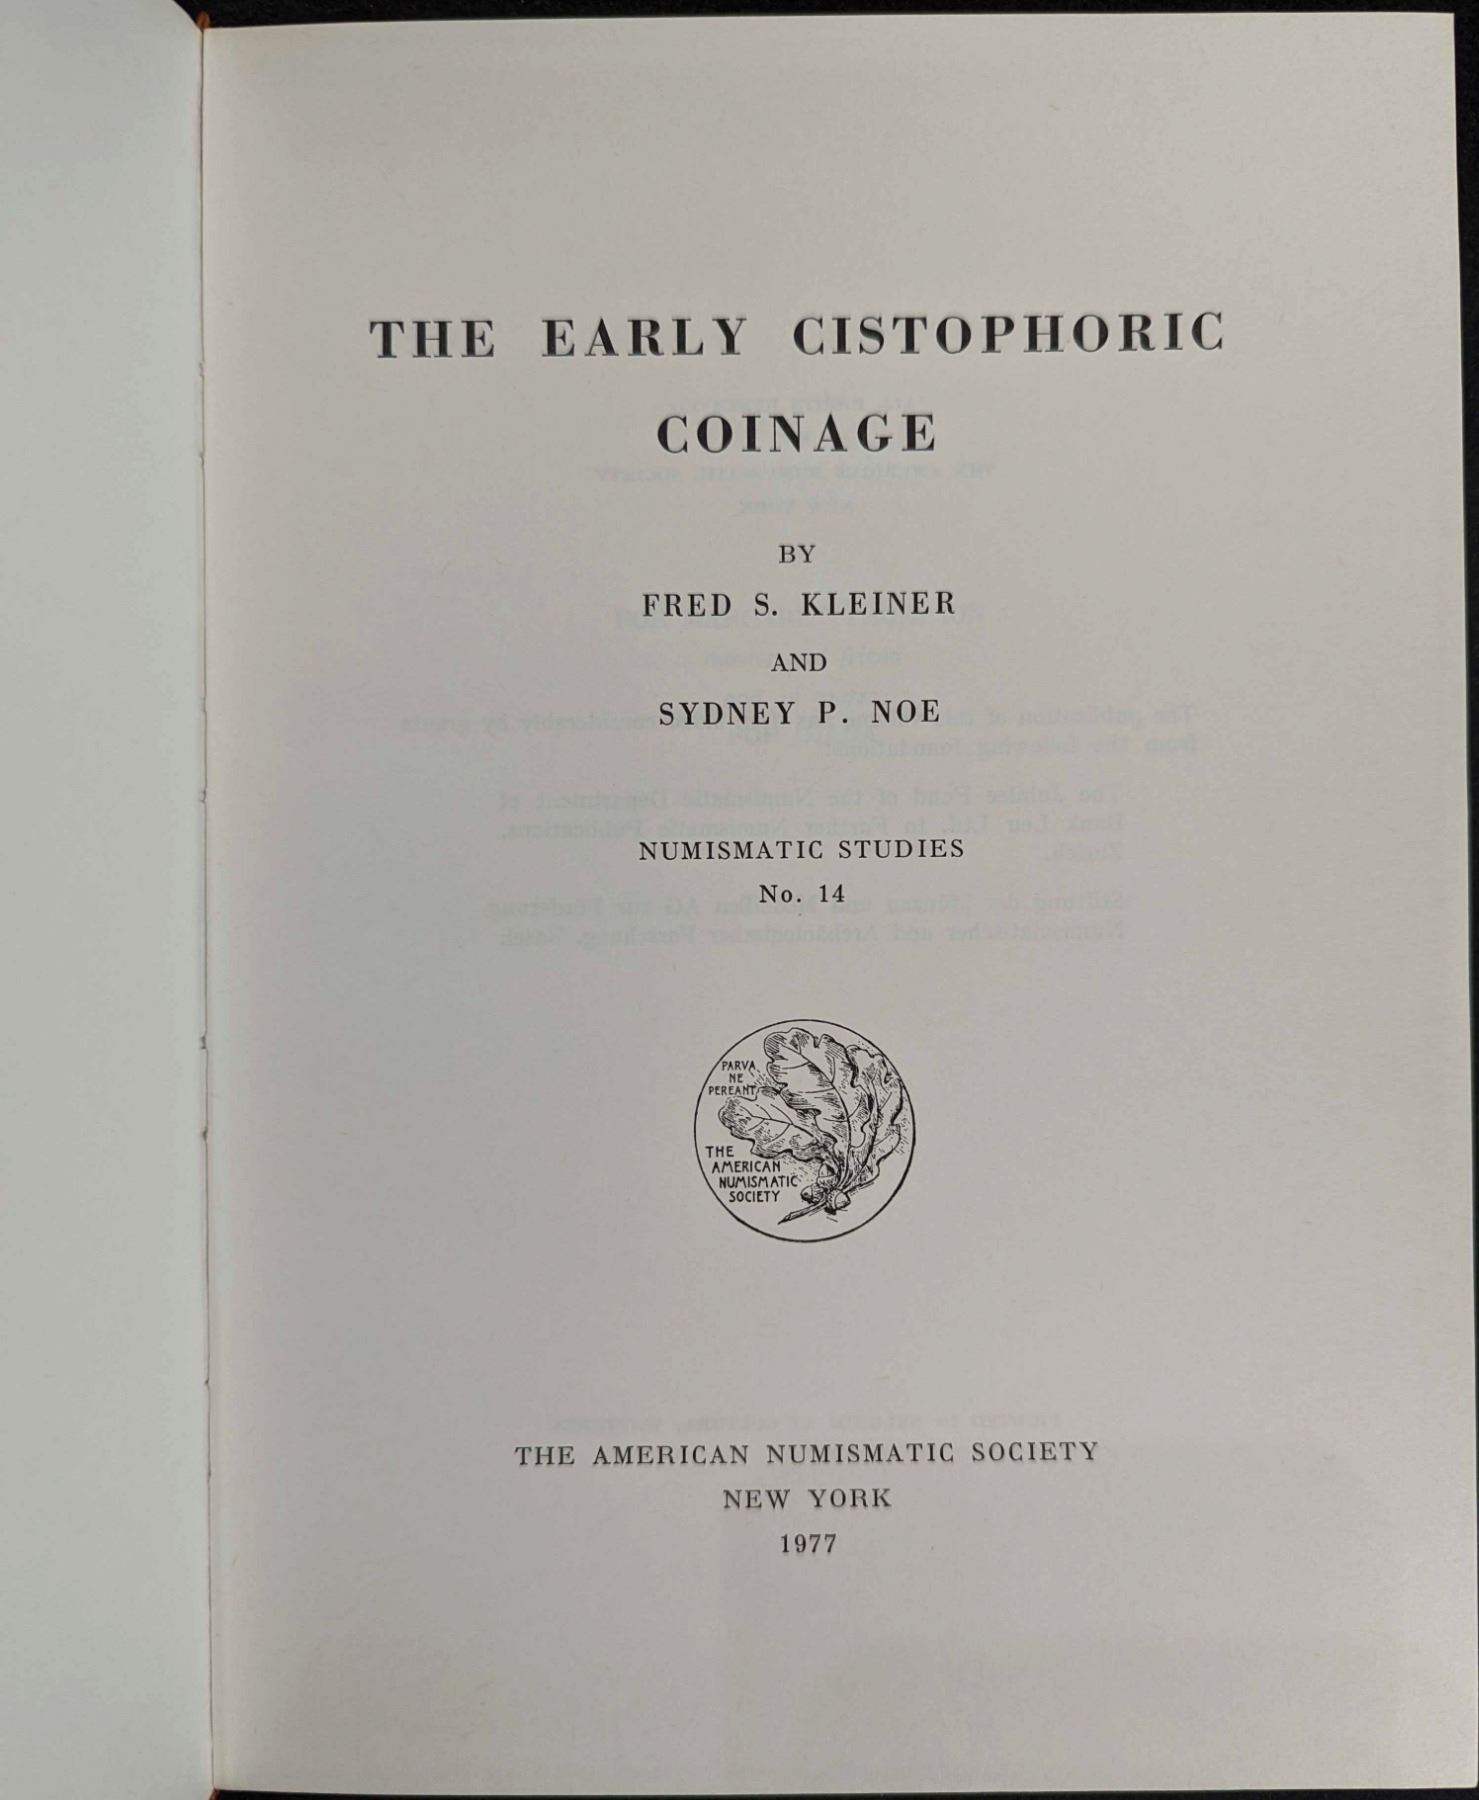 THE EARLY CISTOPHORIC
COINAGE
BY
FRED S. KLEINER
AND
SYDNEY P. NOE
NUMISMATIC STUDIES
No. 14
PARVA
NE
PEREANT
THE
AMERICAN
NUMISMATIC
SOCIETY
THE AMERICAN NUMISMATIC SOCIETY
NEW YORK
1977